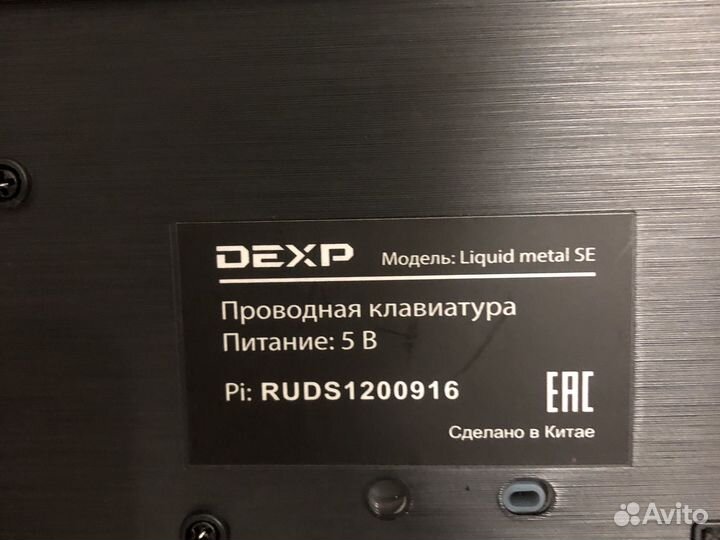 DEXP Модель: Liquid metal SE
Проводная клавиатура
Питание: 5 В
Pi: RUDS1200916 EAC
Сделано в Китае
Avito